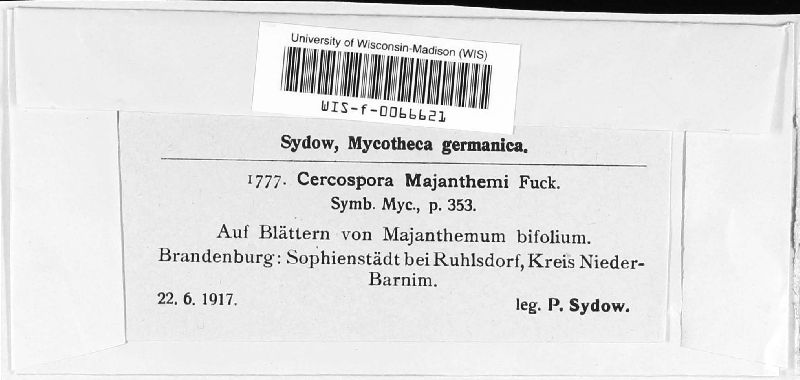 University of Wisconsin-Madison (WIS)
WIS-f-0066621
Sydow, Mycotheca germanica.
1777. Cercospora Majanthemi Fuck.
Symb. Myc., p. 353.
Auf Blättern von Majanthemum bifolium.
Brandenburg: Sophienstädt bei Ruhlsdorf, Kreis Nieder-
Barnim.
22. 6. 1917. leg. P. Sydow.